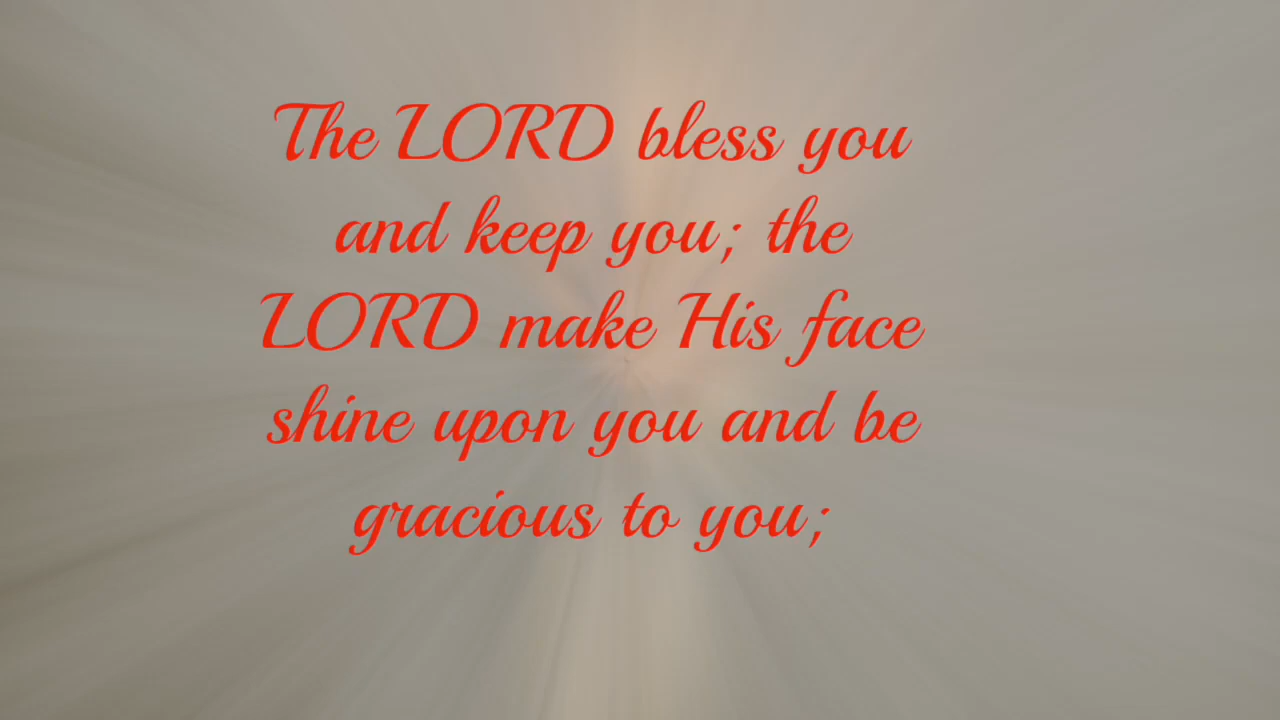 The LORD bless you
and keep you; the
LORD make His face
shine upon you and be
gracious to you;